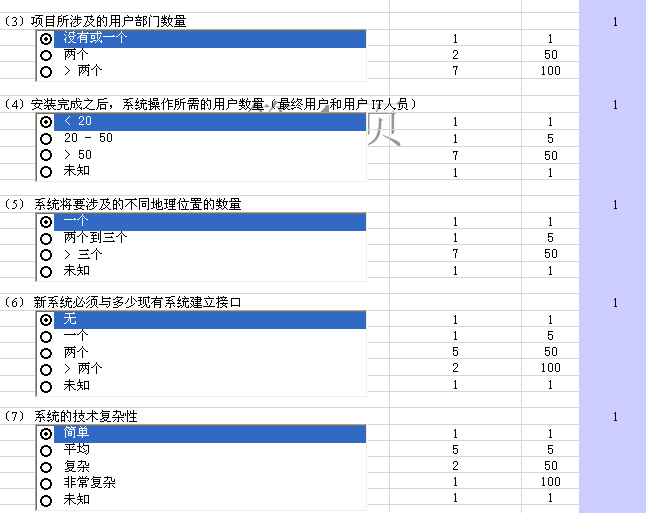 （3）项目所涉及的用户部门数量 1
没有或一个 1 1
两个 2 50
> 两个 7 100
（4）安装完成之后，系统操作所需的用户数量（最终用户和用户IT人员） 1
< 20 1 1
20 - 50 1 5
> 50 7 50
未知 1 1
（5） 系统将要涉及的不同地理位置的数量 1
一个 1 1
两个到三个 1 5
> 三个 7 50
未知 1 1
（6） 新系统必须与多少现有系统建立接口 1
无 1 1
一个 1 5
两个 5 50
> 两个 2 100
未知 1 1
（7） 系统的技术复杂性 1
简单 1 1
平均 5 5
复杂 2 50
非常复杂 1 100
未知 1 1